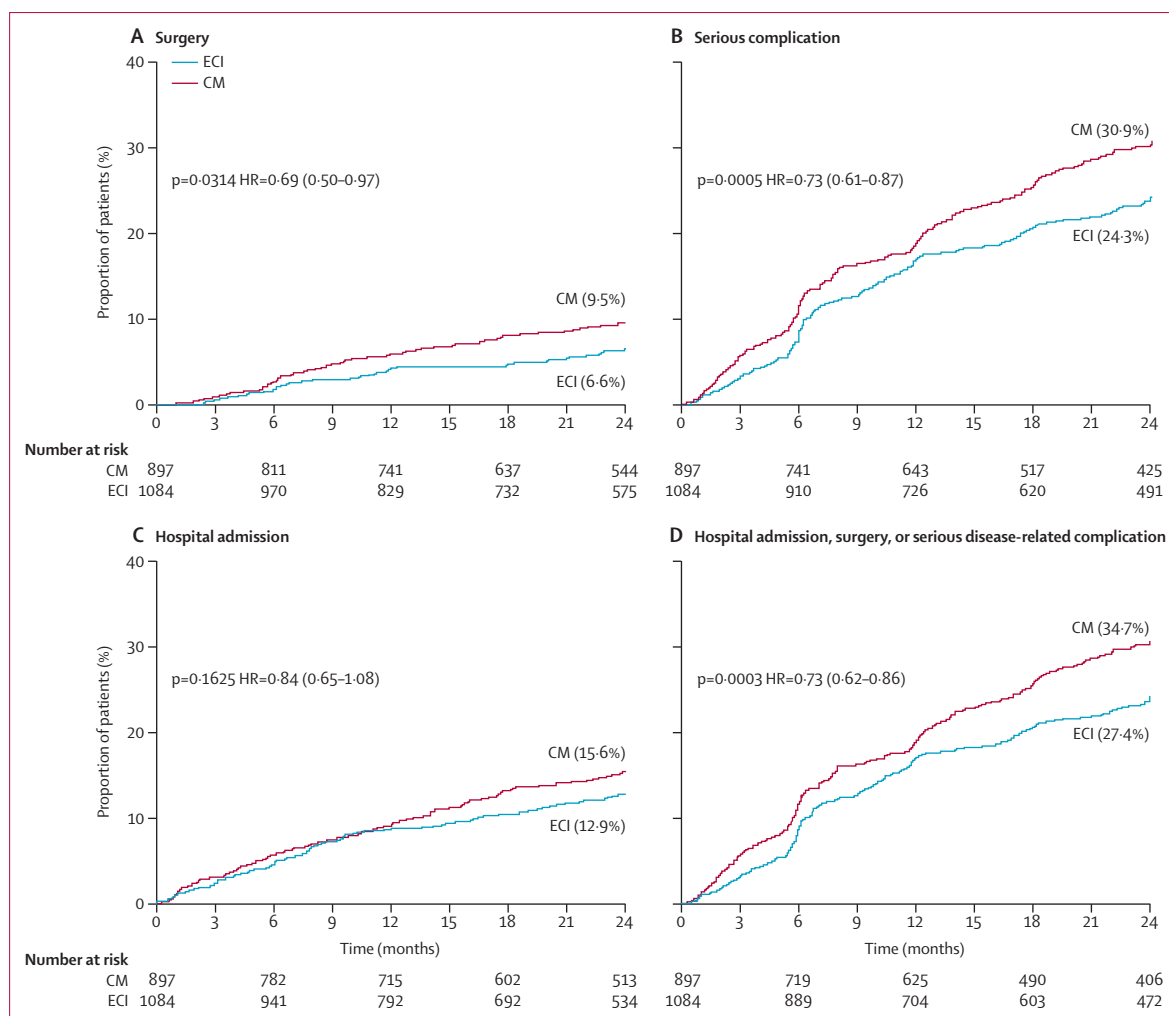 A Surgery
ECI
CM
40
30
20
10
0
Proportion of patients (%)
p=0·0314 HR=0·69 (0·50–0·97)
CM (9·5%)
ECI (6·6%)
0 3 6 9 12 15 18 21 24
B Serious complication
p=0·0005 HR=0·73 (0·61–0·87)
CM (30·9%)
ECI (24·3%)
0 3 6 9 12 15 18 21 24
Number at risk
CM 897 811 741 637 544 897 741 643 517 425
ECI 1084 970 829 732 575 1084 910 726 620 491
C Hospital admission
40
30
20
10
0
Proportion of patients (%)
p=0·1625 HR=0·84 (0·65–1·08)
CM (15·6%)
ECI (12·9%)
0 3 6 9 12 15 18 21 24
Time (months)
D Hospital admission, surgery, or serious disease-related complication
p=0·0003 HR=0·73 (0·62–0·86)
CM (34·7%)
ECI (27·4%)
0 3 6 9 12 15 18 21 24
Time (months)
Number at risk
CM 897 782 715 602 513 897 719 625 490 406
ECI 1084 941 792 692 534 1084 889 704 603 472